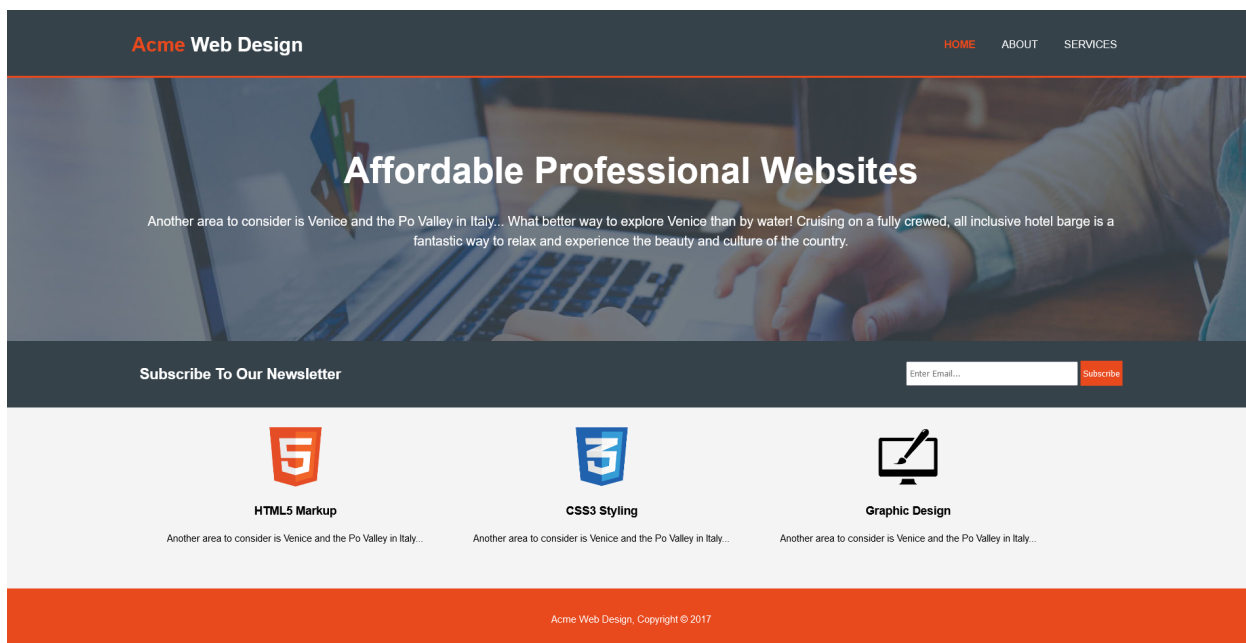 Acme Web Design
HOME ABOUT SERVICES
Affordable Professional Websites
Another area to consider is Venice and the Po Valley in Italy... What better way to explore Venice than by water! Cruising on a fully crewed, all inclusive hotel barge is a
fantastic way to relax and experience the beauty and culture of the country.
Subscribe To Our Newsletter
Enter Email...
Subscribe
HTML5 Markup
Another area to consider is Venice and the Po Valley in Italy...
CSS3 Styling
Another area to consider is Venice and the Po Valley in Italy...
Graphic Design
Another area to consider is Venice and the Po Valley in Italy...
Acme Web Design, Copyright © 2017